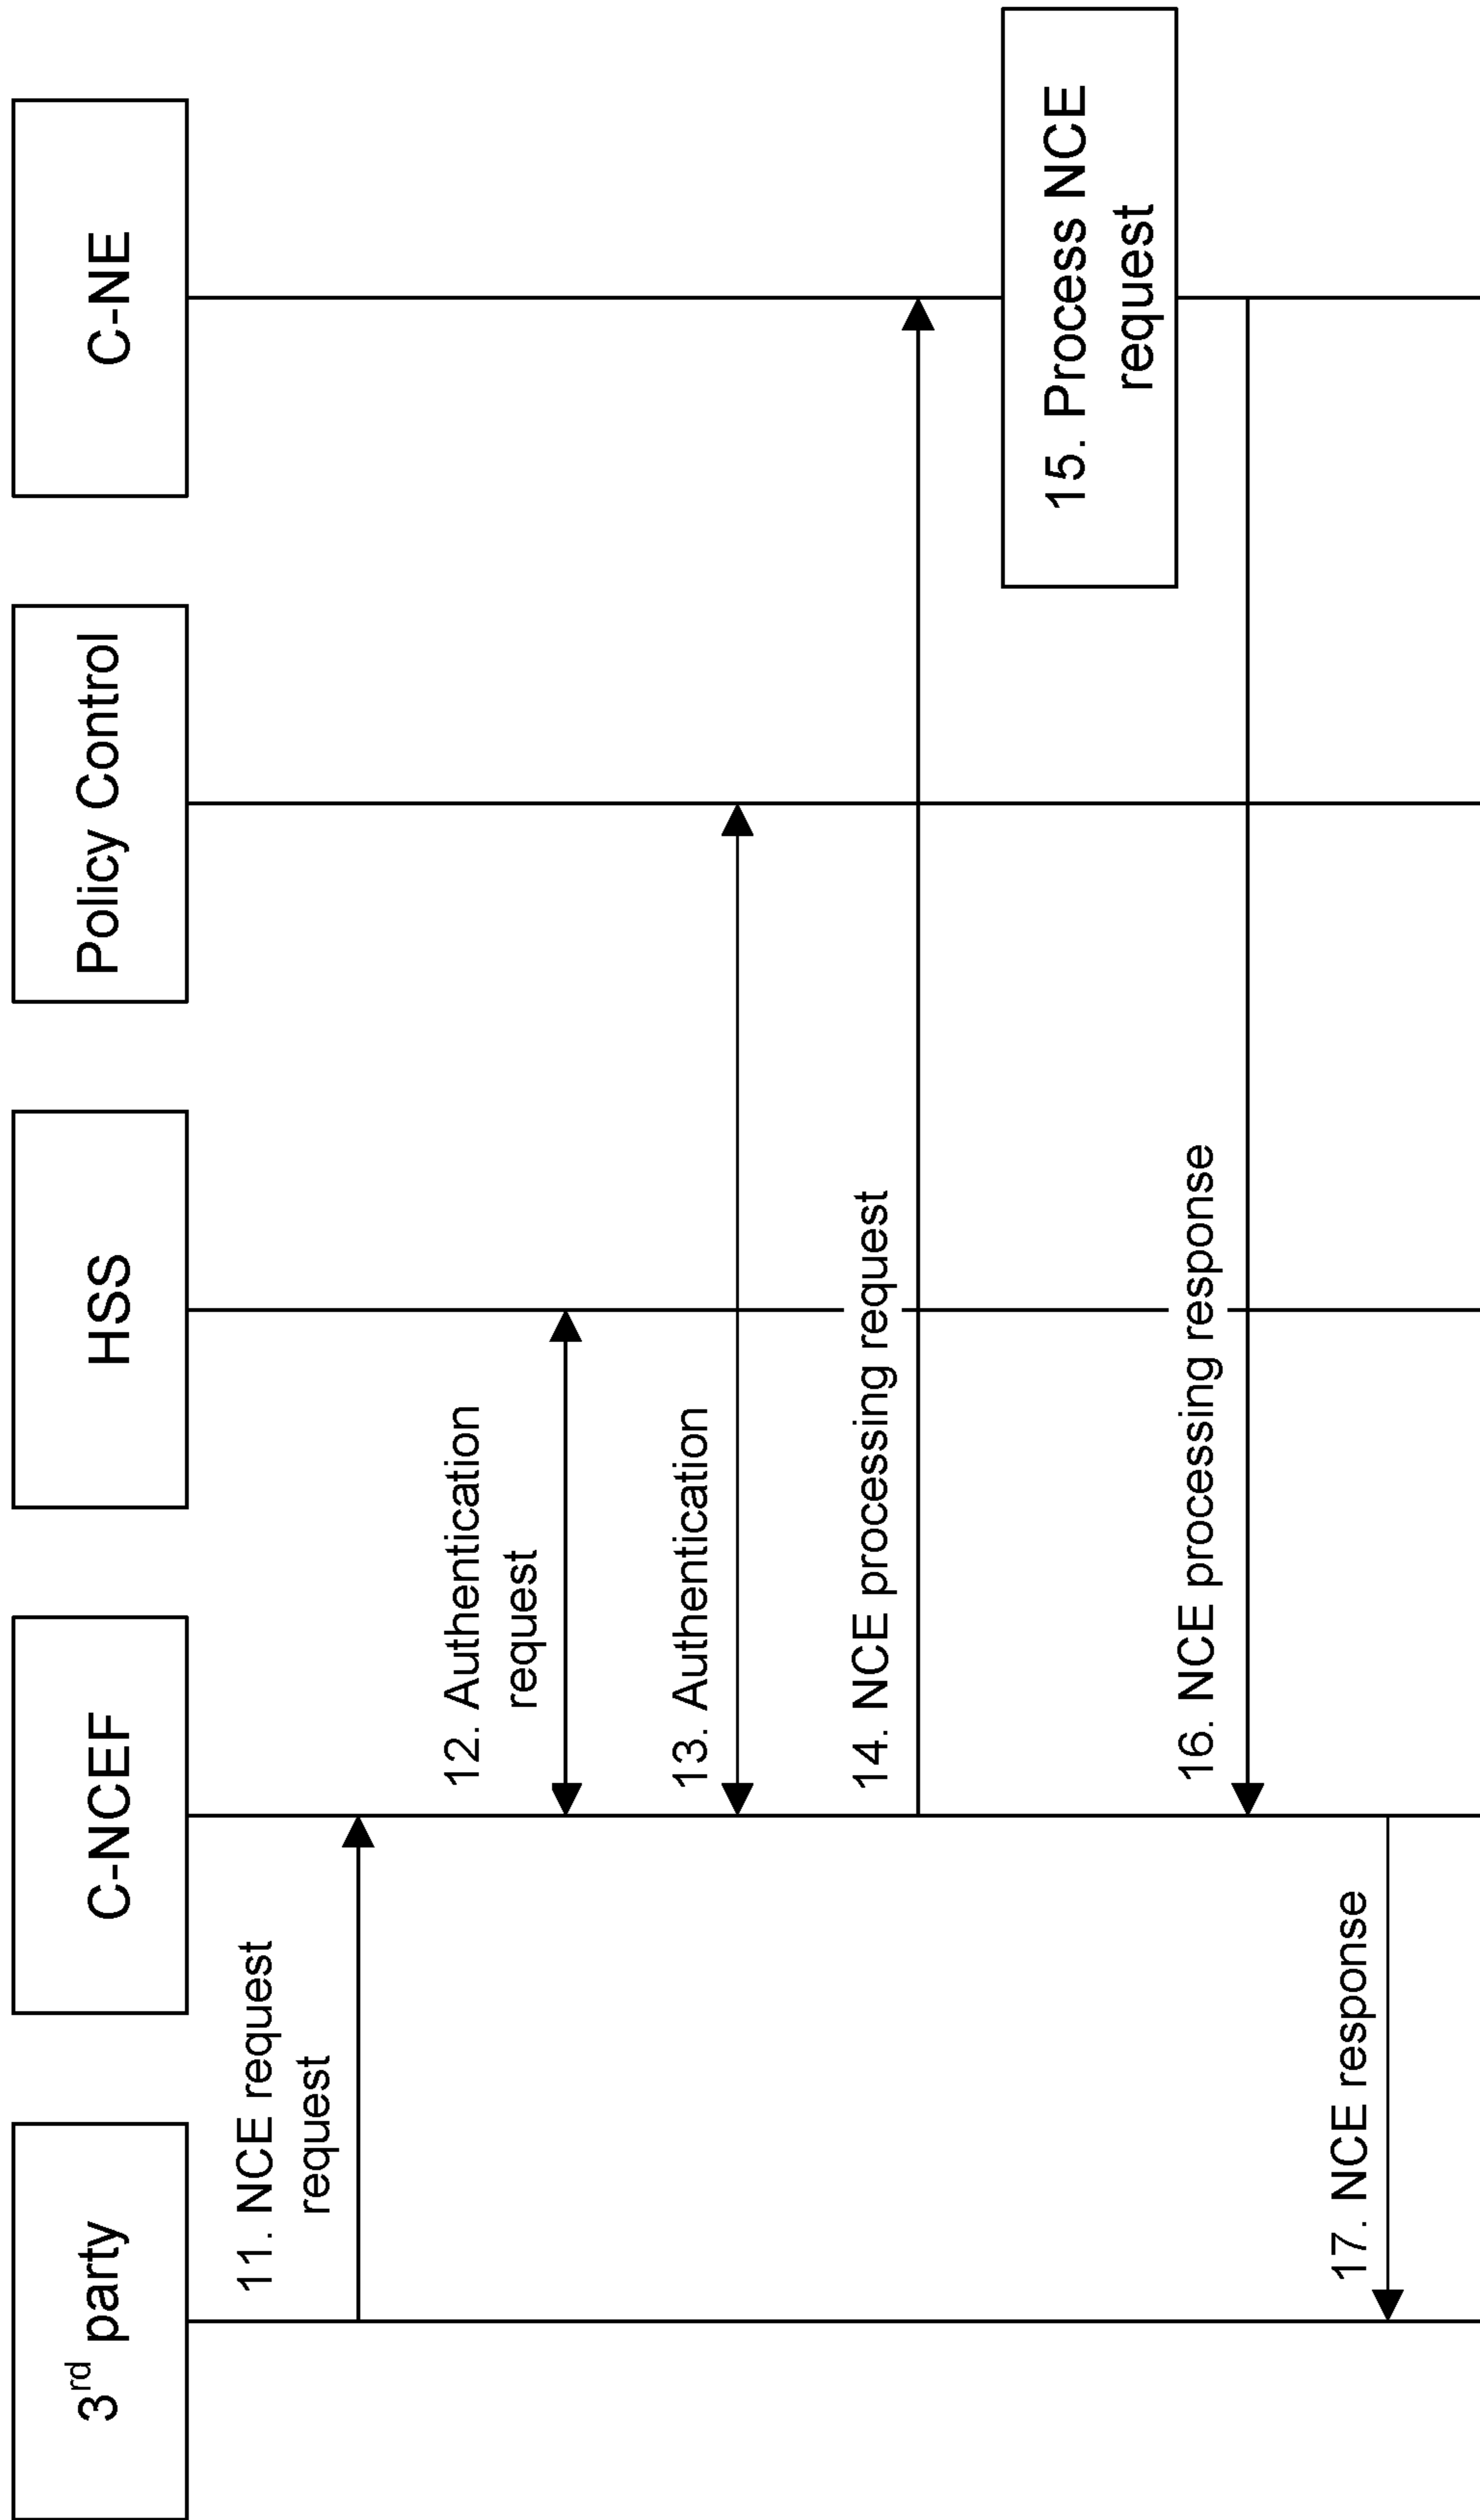 3rd party
C-NCEF
HSS
Policy Control
C-NE
11. NCE request
request
12. Authentication
request
13. Authentication
14. NCE processing request
15. Process NCE
request
16. NCE processing response
17. NCE response